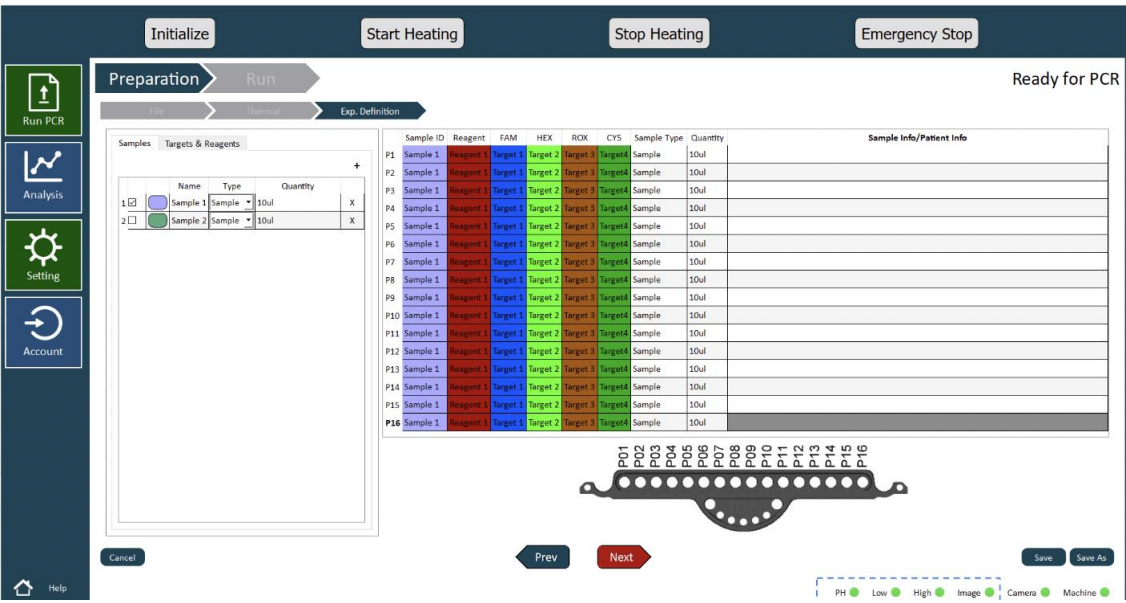 Initialize Start Heating Stop Heating Emergency Stop
Preparation Run Ready for PCR
File Thermal Exp. Definition
Run PCR
Analysis
Setting
Account
Samples Targets & Reagents
+
Name Type Quantity
1 Sample 1 Sample 10ul X
2 Sample 2 Sample 10ul X
Sample ID Reagent FAM HEX ROX CY5 Sample Type Quantity Sample Info/Patient Info
P1 Sample 1 Reagent 1 Target 1 Target 2 Target 3 Target4 Sample 10ul
P2 Sample 1 Reagent 1 Target 1 Target 2 Target 3 Target4 Sample 10ul
P3 Sample 1 Reagent 1 Target 1 Target 2 Target 3 Target4 Sample 10ul
P4 Sample 1 Reagent 1 Target 1 Target 2 Target 3 Target4 Sample 10ul
P5 Sample 1 Reagent 1 Target 1 Target 2 Target 3 Target4 Sample 10ul
P6 Sample 1 Reagent 1 Target 1 Target 2 Target 3 Target4 Sample 10ul
P7 Sample 1 Reagent 1 Target 1 Target 2 Target 3 Target4 Sample 10ul
P8 Sample 1 Reagent 1 Target 1 Target 2 Target 3 Target4 Sample 10ul
P9 Sample 1 Reagent 1 Target 1 Target 2 Target 3 Target4 Sample 10ul
P10 Sample 1 Reagent 1 Target 1 Target 2 Target 3 Target4 Sample 10ul
P11 Sample 1 Reagent 1 Target 1 Target 2 Target 3 Target4 Sample 10ul
P12 Sample 1 Reagent 1 Target 1 Target 2 Target 3 Target4 Sample 10ul
P13 Sample 1 Reagent 1 Target 1 Target 2 Target 3 Target4 Sample 10ul
P14 Sample 1 Reagent 1 Target 1 Target 2 Target 3 Target4 Sample 10ul
P15 Sample 1 Reagent 1 Target 1 Target 2 Target 3 Target4 Sample 10ul
P16 Sample 1 Reagent 1 Target 1 Target 2 Target 3 Target4 Sample 10ul
P01 P02 P03 P04 P05 P06 P07 P08 P09 P10 P11 P12 P13 P14 P15 P16
Cancel Prev Next Save Save As
Help PH Low High Image Camera Machine